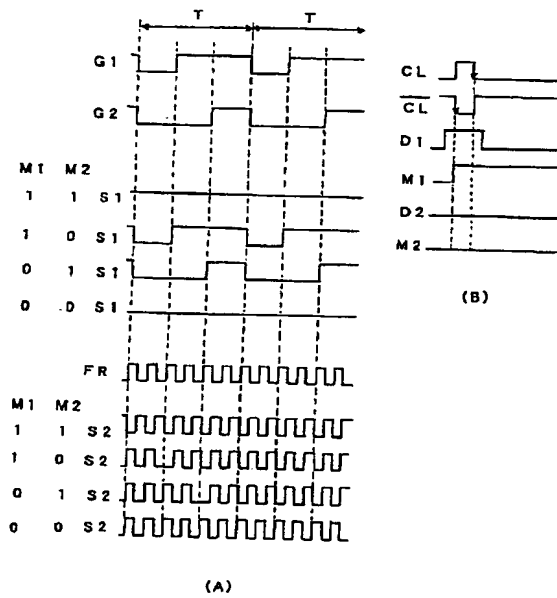 T T
G1
G2
M1 M2
1 1 S1
1 0 S1
0 1 S1
0 0 S1
FR
M1 M2
1 1 S2
1 0 S2
0 1 S2
0 0 S2
(A)
CL
CL
D1
M1
D2
M2
(B)